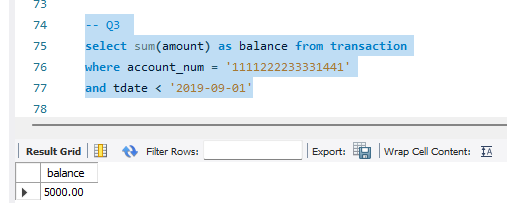 73
74 -- Q3
75 select sum(amount) as balance from transaction
76 where account_num = '1111222233331441'
77 and tdate < '2019-09-01'
78
Result Grid Filter Rows: Export: Wrap Cell Content: IA
balance
5000.00